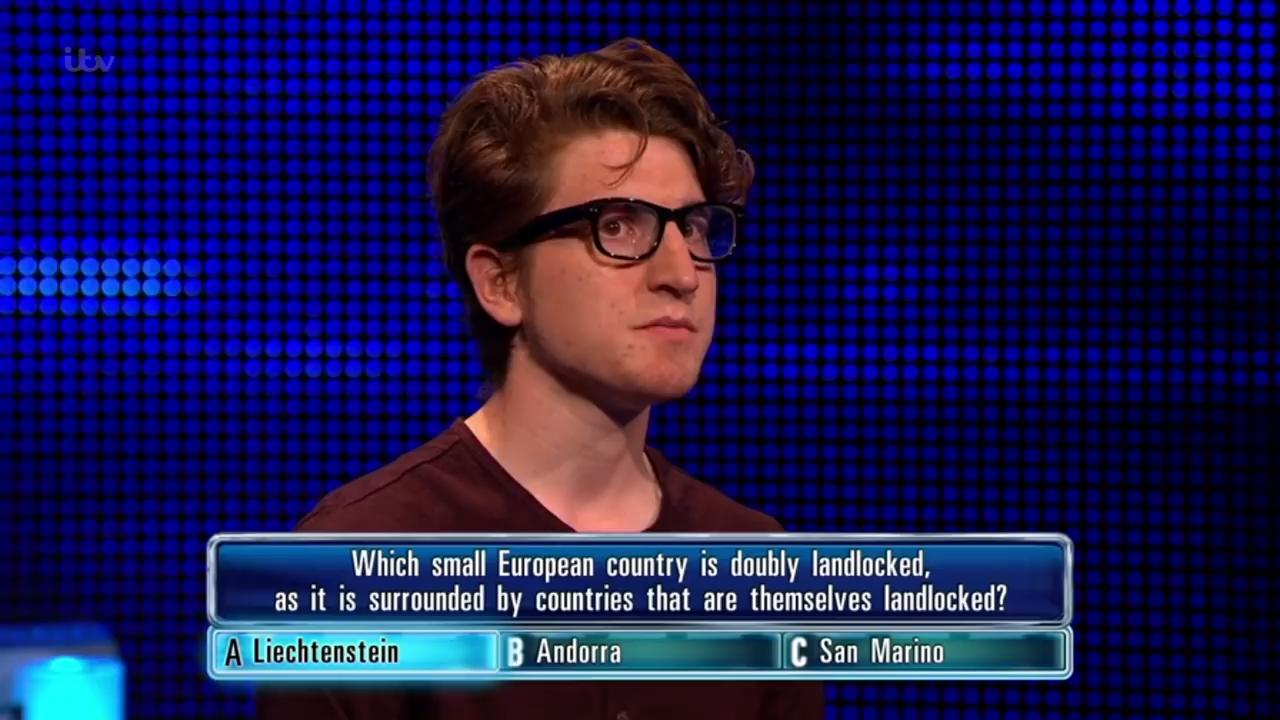 itv
Which small European country is doubly landlocked,
as it is surrounded by countries that are themselves landlocked?
A Liechtenstein B Andorra C San Marino